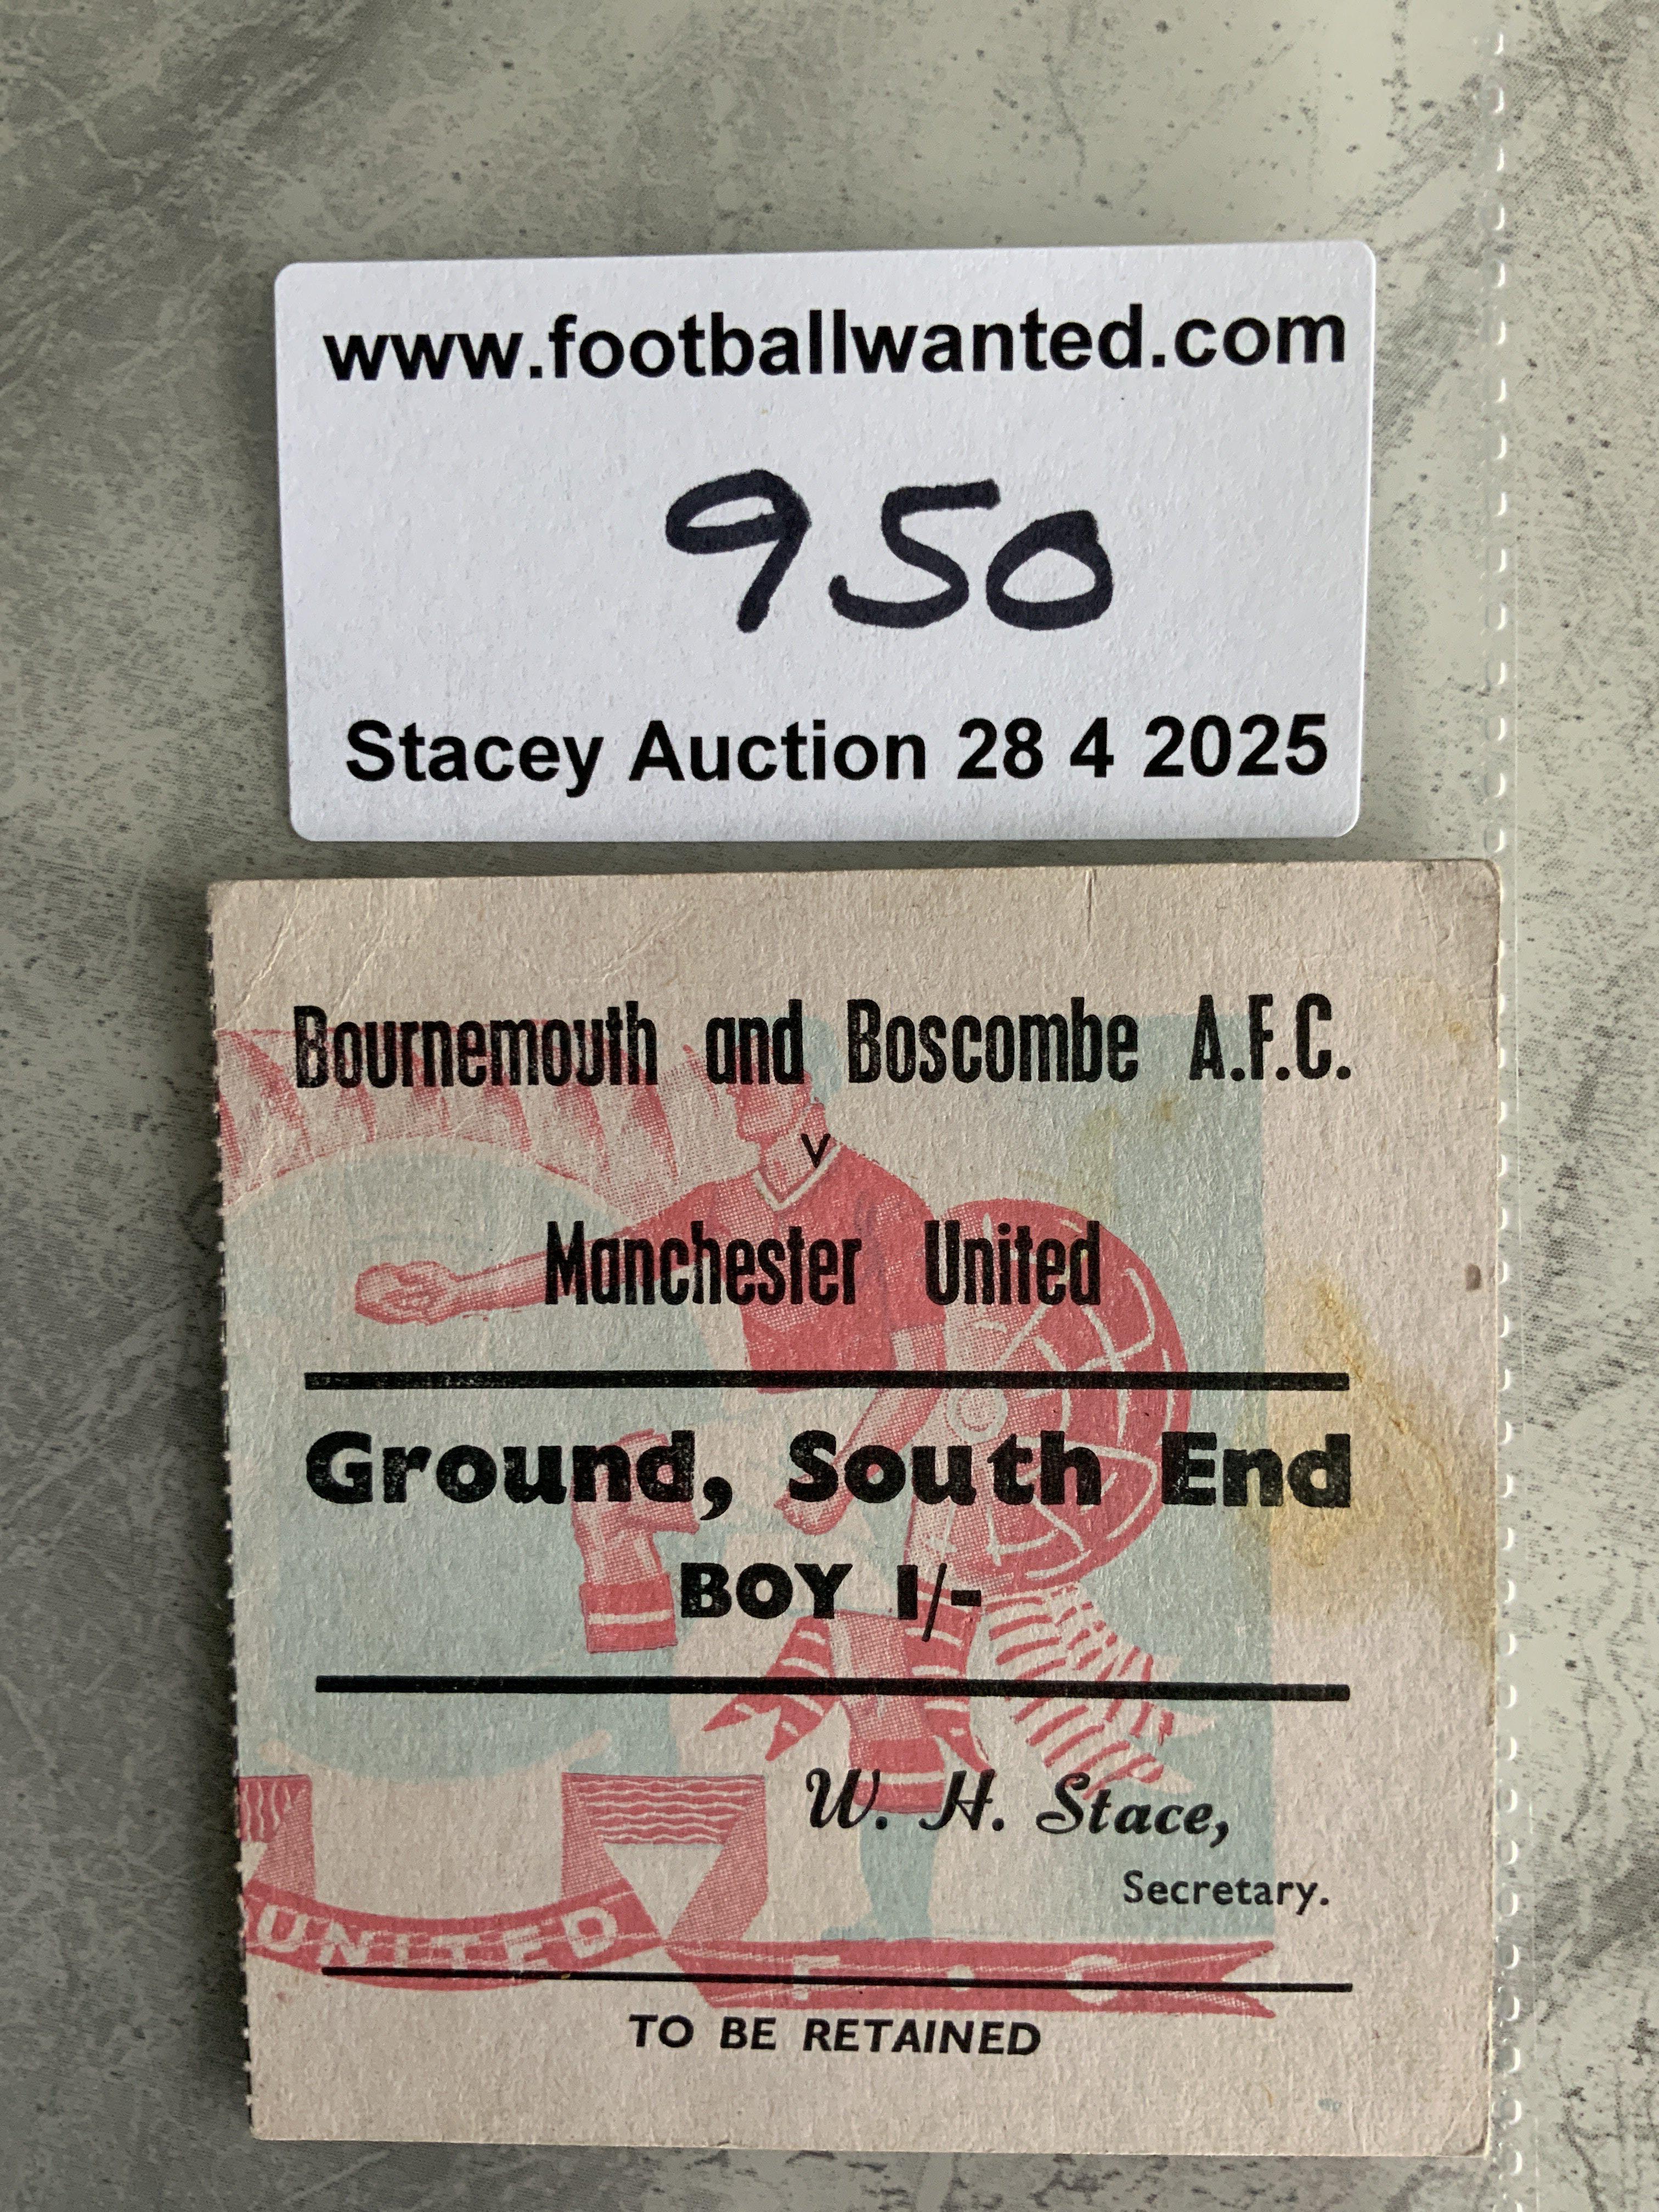 www.footballwanted.com
950
Stacey Auction 28 4 2025
Bournemouth and Boscombe A.F.C.
v
Manchester United
Ground, South End
BOY 1/-
W. H. Stace,
Secretary.
UNITED F.C
TO BE RETAINED